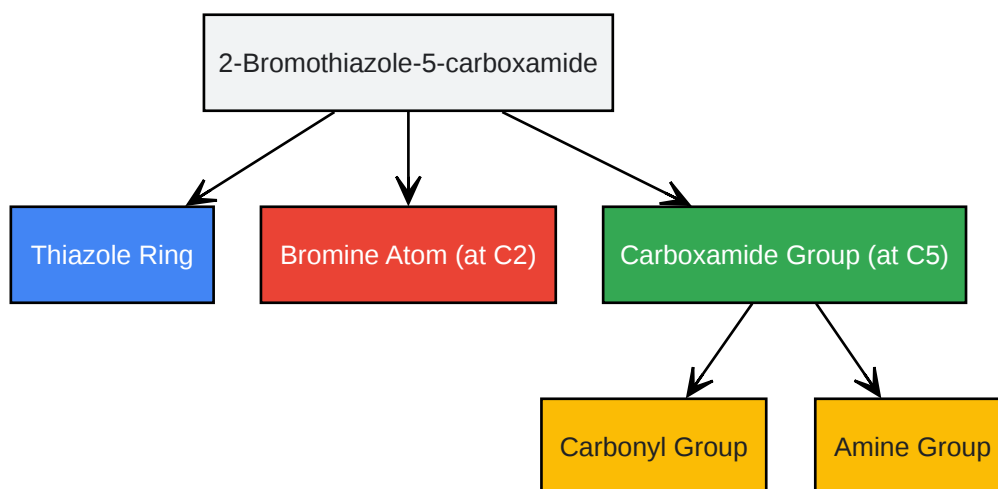 2-Bromothiazole-5-carboxamide
Thiazole Ring
Bromine Atom (at C2)
Carboxamide Group (at C5)
Carbonyl Group
Amine Group